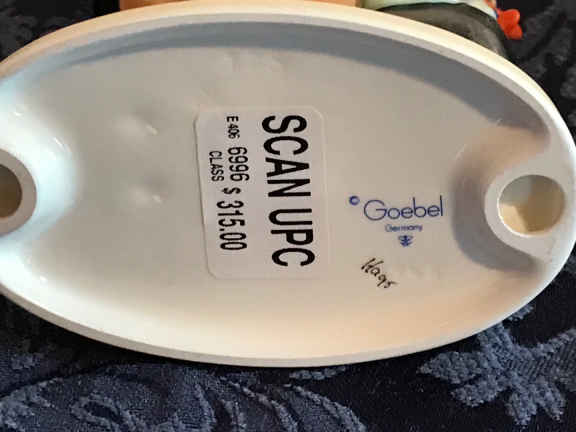 SCAN UPC
E 406 6996 $ 315.00
CLASS
© Goebel
Germany